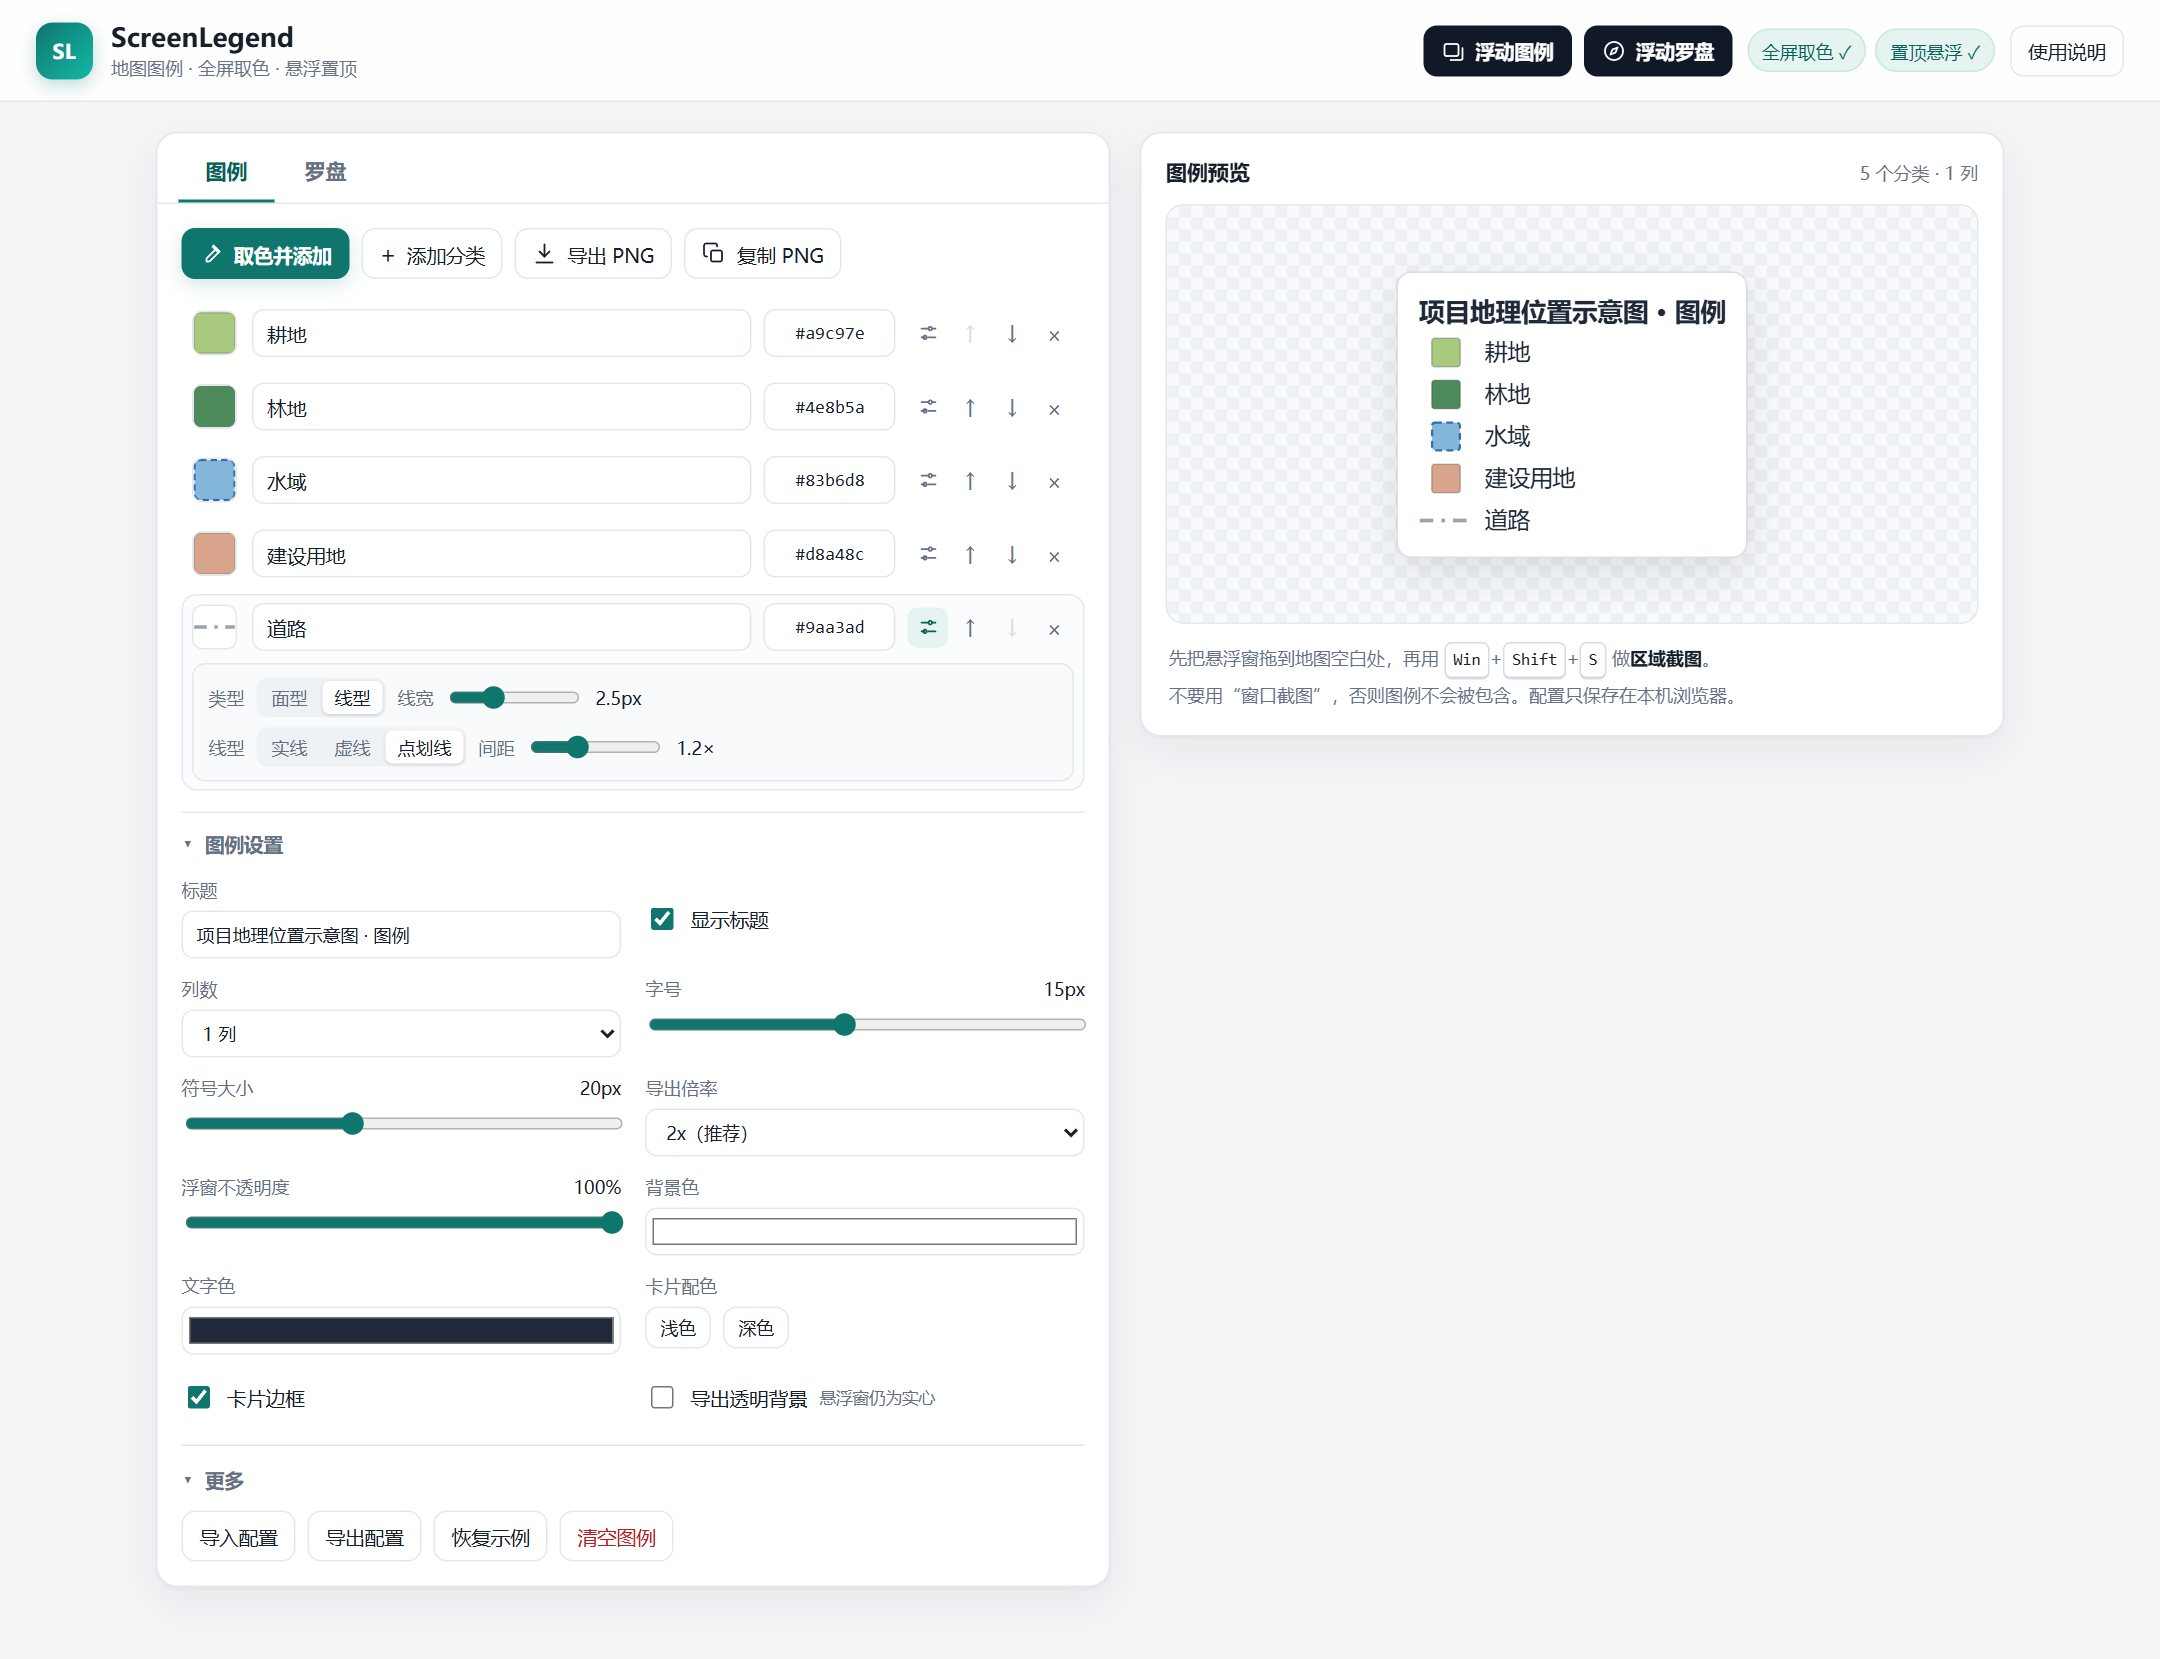 SL
ScreenLegend
地图图例 · 全屏取色 · 悬浮置顶
浮动图例
浮动罗盘
全屏取色 ✓
置顶悬浮 ✓
使用说明
图例
罗盘
取色并添加
+ 添加分类
导出 PNG
复制 PNG
耕地
#a9c97e
↑
↓
×
林地
#4e8b5a
↑
↓
×
水域
#83b6d8
↑
↓
×
建设用地
#d8a48c
↑
↓
×
道路
#9aa3ad
↑
↓
×
类型 面型 线型 线宽 2.5px
线型 实线 虚线 点划线 间距 1.2×
▾ 图例设置
标题
项目地理位置示意图 · 图例
显示标题
列数
1 列
字号 15px
符号大小 20px
导出倍率
2x（推荐）
浮窗不透明度 100%
背景色
文字色
卡片配色
浅色 深色
卡片边框
导出透明背景 悬浮窗仍为实心
▾ 更多
导入配置
导出配置
恢复示例
清空图例
图例预览
5 个分类 · 1 列
项目地理位置示意图 · 图例
耕地
林地
水域
建设用地
道路
先把悬浮窗拖到地图空白处，再用 Win + Shift + S 做区域截图。
不要用“窗口截图”，否则图例不会被包含。配置只保存在本机浏览器。